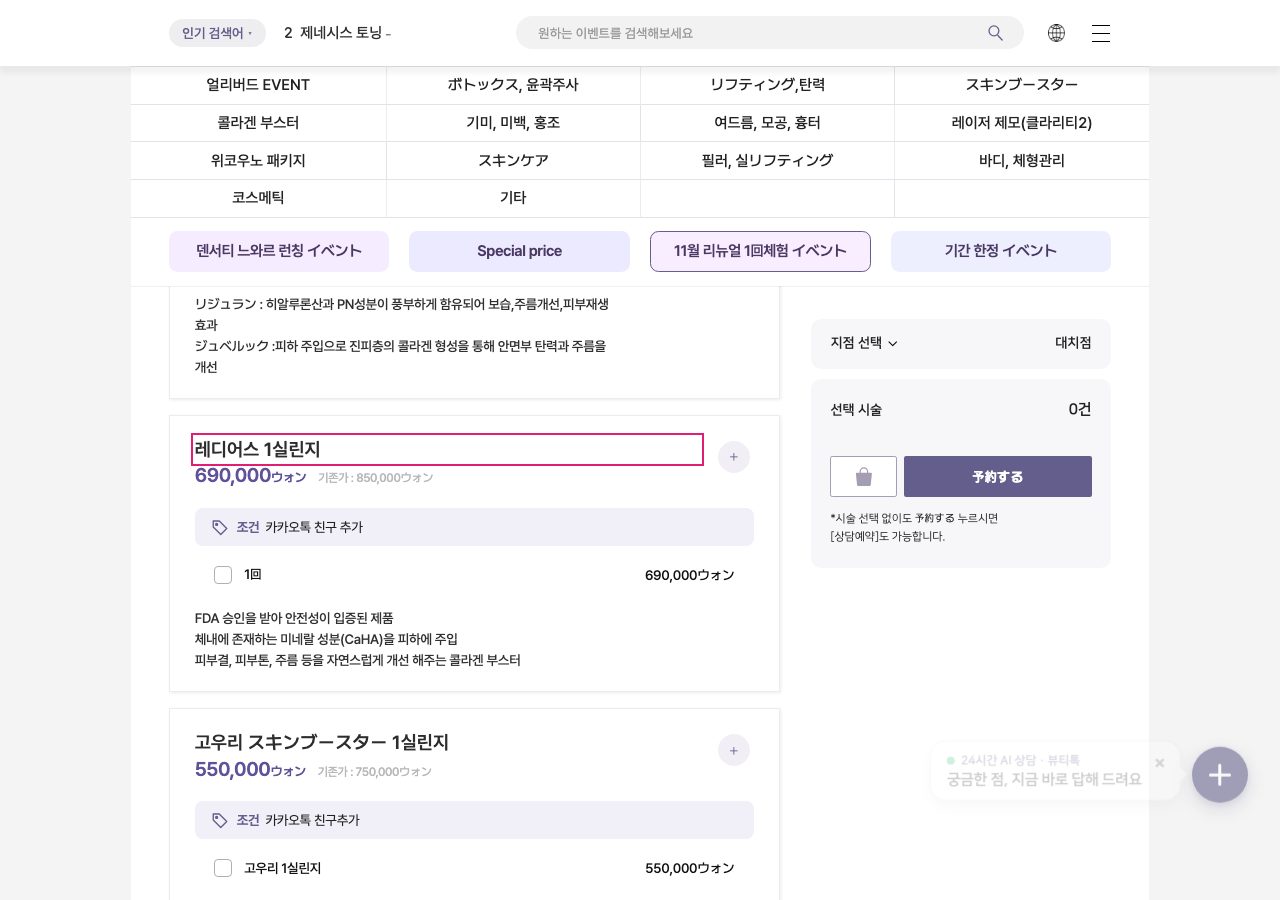 인기 검색어
2 제네시스 토닝 -
원하는 이벤트를 검색해보세요
얼리버드 EVENT
ボトックス, 윤곽주사
リフティング,탄력
スキンブースター
콜라겐 부스터
기미, 미백, 홍조
여드름, 모공, 흉터
레이저 제모(클라리티2)
위코우노 패키지
スキンケア
필러, 실リフティング
바디, 체형관리
코스메틱
기타
덴서티 느와르 런칭 イベント
Special price
11월 리뉴얼 1회체험 イベント
기간 한정 イベント
リジュラン : 히알루론산과 PN성분이 풍부하게 함유되어 보습,주름개선,피부재생
효과
ジュベルック :피하 주입으로 진피층의 콜라겐 형성을 통해 안면부 탄력과 주름을
개선
레디어스 1실린지
690,000ウォン 기존가 : 850,000ウォン
조건 카카오톡 친구 추가
1回 690,000ウォン
FDA 승인을 받아 안전성이 입증된 제품
체내에 존재하는 미네랄 성분(CaHA)을 피하에 주입
피부결, 피부톤, 주름 등을 자연스럽게 개선 해주는 콜라겐 부스터
고우리 スキンブースター 1실린지
550,000ウォン 기존가 : 750,000ウォン
조건 카카오톡 친구추가
고우리 1실린지 550,000ウォン
지점 선택 대치점
선택 시술 0건
予約する
*시술 선택 없이도 予約する 누르시면
[상담예약]도 가능합니다.
24시간 AI 상담 · 뷰티톡
궁금한 점, 지금 바로 답해 드려요